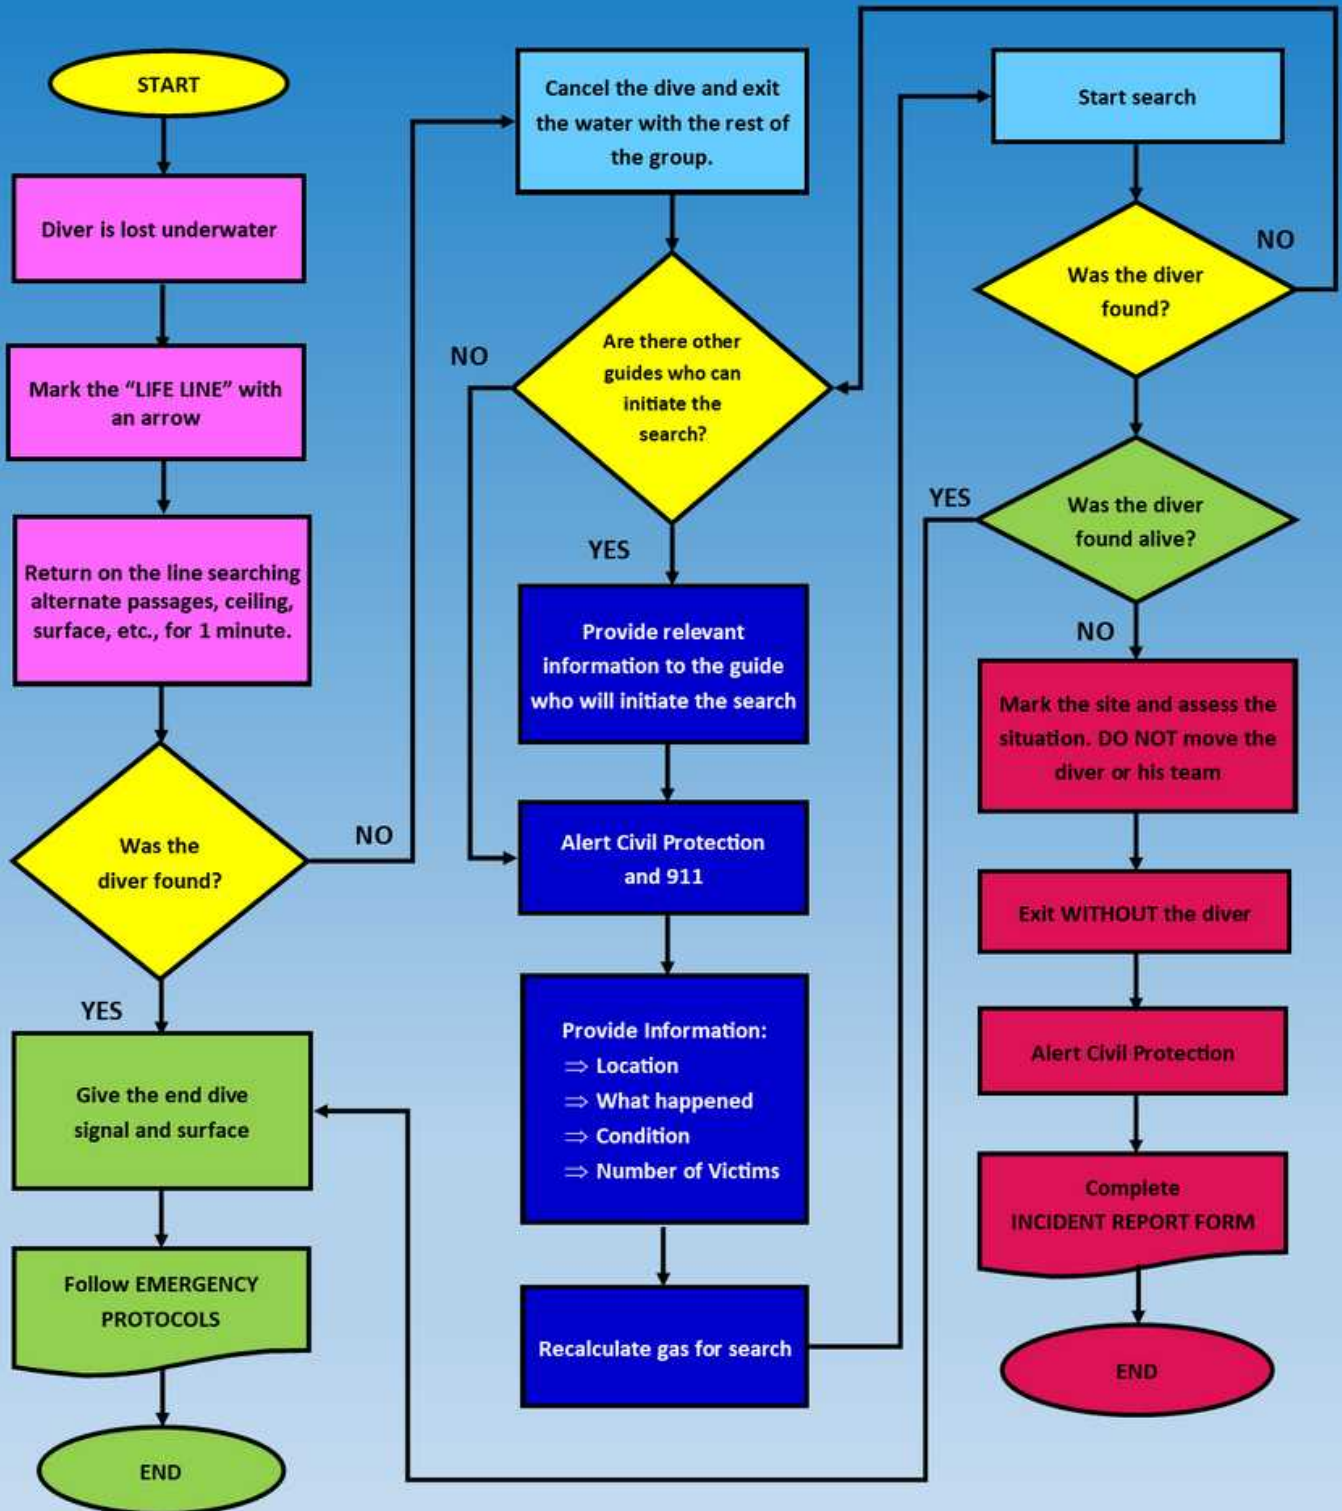 START
Diver is lost underwater
Mark the “LIFE LINE” with
an arrow
Return on the line searching
alternate passages, ceiling,
surface, etc., for 1 minute.
Was the
diver found?
NO
YES
Give the end dive
signal and surface
Follow EMERGENCY
PROTOCOLS
END
Cancel the dive and exit
the water with the rest of
the group.
Are there other
guides who can
initiate the
search?
NO
YES
Provide relevant
information to the guide
who will initiate the search
Alert Civil Protection
and 911
Provide Information:
⇒ Location
⇒ What happened
⇒ Condition
⇒ Number of Victims
Recalculate gas for search
Start search
Was the diver
found?
NO
Was the diver
found alive?
YES
NO
Mark the site and assess the
situation. DO NOT move the
diver or his team
Exit WITHOUT the diver
Alert Civil Protection
Complete
INCIDENT REPORT FORM
END